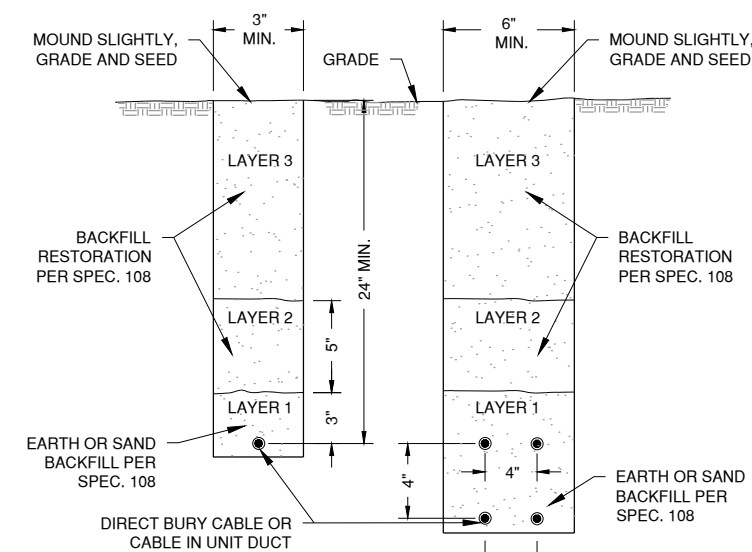 3"
MIN.
6"
MIN.
MOUND SLIGHTLY,
GRADE AND SEED
GRADE
MOUND SLIGHTLY,
GRADE AND SEED
LAYER 3
LAYER 3
BACKFILL
RESTORATION
PER SPEC. 108
24" MIN.
BACKFILL
RESTORATION
PER SPEC. 108
LAYER 2
5"
LAYER 2
LAYER 1
3"
LAYER 1
EARTH OR SAND
BACKFILL PER
SPEC. 108
4"
4"
EARTH OR SAND
BACKFILL PER
SPEC. 108
DIRECT BURY CABLE OR
CABLE IN UNIT DUCT